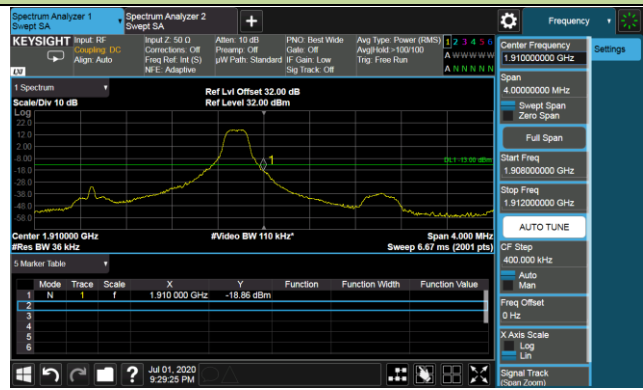 Spectrum Analyzer 1
Swept SA
Spectrum Analyzer 2
Swept SA
+
Frequency
KEYSIGHT
Input: RF
Coupling: DC
Align: Auto
Input Z: 50 Ω
Corrections: Off
Freq Ref: Int (S)
NFE: Adaptive
Atten: 10 dB
Preamp: Off
µW Path: Standard
PNO: Best Wide
Gate: Off
IF Gain: Low
Sig Track: Off
Avg Type: Power (RMS)
Avg|Hold:>100/100
Trig: Free Run
1 2 3 4 5 6
A W W W W W
A N N N N N
LXI
1 Spectrum
Scale/Div 10 dB
Ref Lvl Offset 32.00 dB
Ref Level 32.00 dBm
Log
22.0
12.0
2.00
-8.00
-18.0
-28.0
-38.0
-48.0
-58.0
1
DL1 -13.00 dBm
Center 1.910000 GHz
#Video BW 110 kHz*
Span 4.000 MHz
#Res BW 36 kHz
Sweep 6.67 ms (2001 pts)
5 Marker Table
Mode Trace Scale X Y Function Function Width Function Value
1 N 1 f 1.910 000 GHz -18.86 dBm
2
3
4
5
6
Center Frequency
1.910000000 GHz
Settings
Span
4.00000000 MHz
Swept Span
Zero Span
Full Span
Start Freq
1.908000000 GHz
Stop Freq
1.912000000 GHz
AUTO TUNE
CF Step
400.000 kHz
Auto
Man
Freq Offset
0 Hz
X Axis Scale
Log
Lin
Signal Track
(Span Zoom)
?
Jul 01, 2020
9:29:25 PM